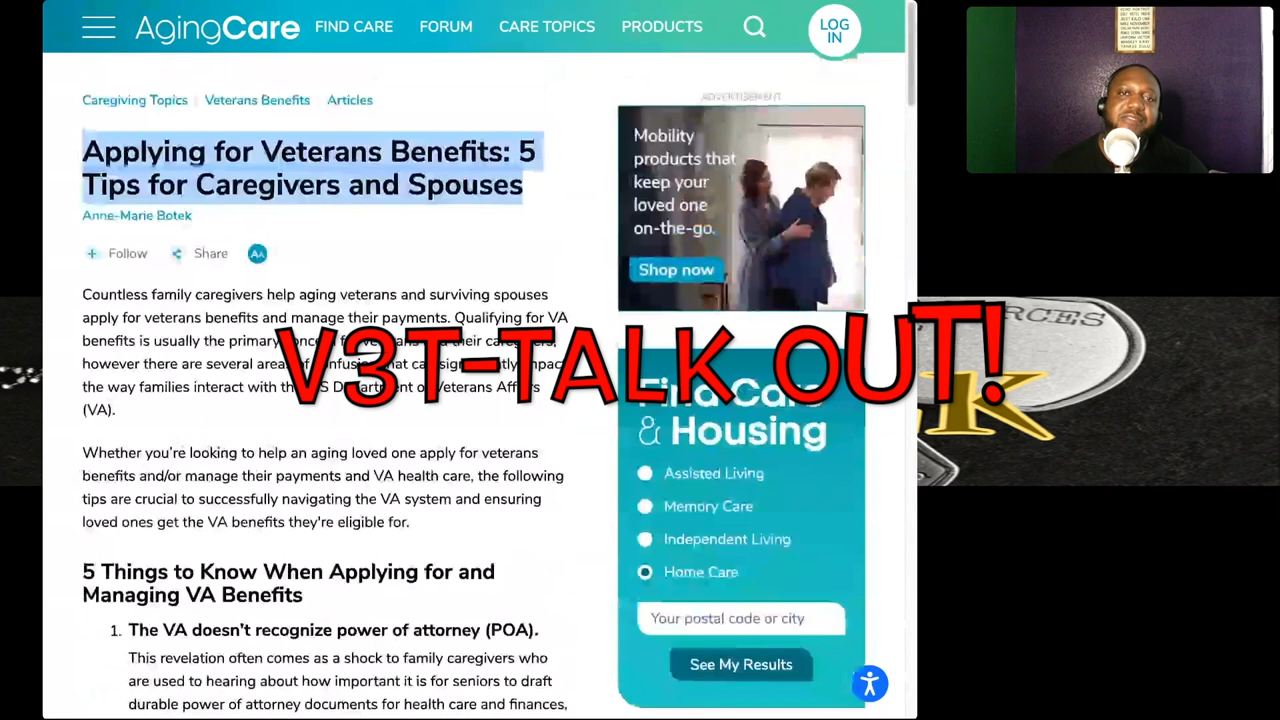 AgingCare
FIND CARE
RUM
CARE TOPICS
PRODUCTS
LOG
IN
Caregiving Topics
Veterans Benefits
Articles
Applying for Veterans Benefits: 5
Tips for Caregivers and Spouses
Anne-Marie Botek
+ Follow
Share
AA
Countless family caregivers help aging veterans and surviving spouses
apply for veterans benefits and manage their payments. Qualifying for VA
benefits is usually the primary
however there are several areas
the way families interact with the
(VA).
Whether you're looking to help an aging loved one apply for veterans
benefits and/or manage their payments and VA health care, the following
tips are crucial to successfully navigating the VA system and ensuring
loved ones get the VA benefits they're eligible for.
5 Things to Know When Applying for and
Managing VA Benefits
1. The VA doesn't recognize power of attorney (POA).
This revelation often comes as a shock to family caregivers who
are used to hearing about how important it is for seniors to draft
durable power of attorney documents for health care and finances,
ADVERTISEMENT
Mobility
products that
keep your
loved one
on-the-go.
Shop now
V3T-TALK OUT!
Find Care
& Housing
Assisted Living
Memory Care
Independent Living
Home Care
Your postal code or city
See My Results